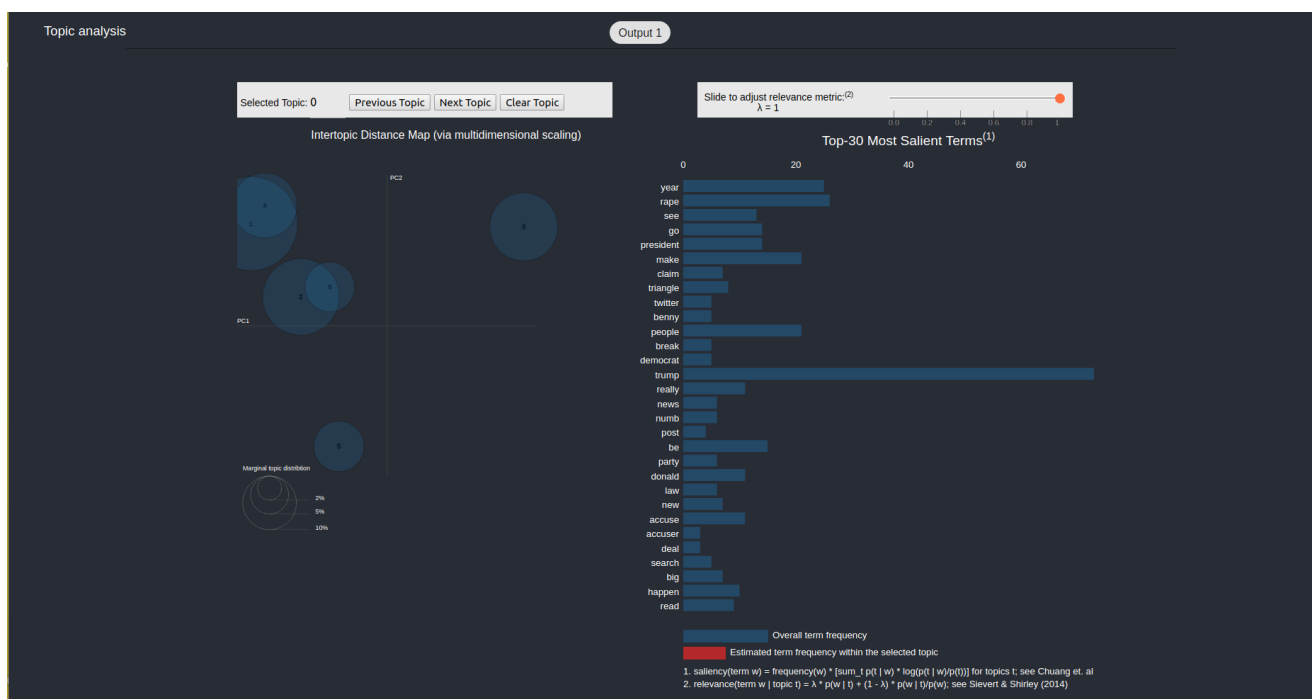 Topic analysis
Output 1
Selected Topic: 0
Previous Topic
Next Topic
Clear Topic
Slide to adjust relevance metric:(2)
λ = 1
0.0 0.2 0.4 0.6 0.8 1
Intertopic Distance Map (via multidimensional scaling)
PC2
PC1
4
1
5
Marginal topic distribtion
2%
5%
10%
Top-30 Most Salient Terms(1)
0 20 40 60
year
rape
see
go
president
make
claim
triangle
twitter
benny
people
break
democrat
trump
really
news
numb
post
be
party
donald
law
new
accuse
accuser
deal
search
big
happen
read
Overall term frequency
Estimated term frequency within the selected topic
1. saliency(term w) = frequency(w) * [sum_t p(t | w) * log(p(t | w)/p(t))] for topics t; see Chuang et. al
2. relevance(term w | topic t) = λ * p(w | t) + (1 - λ) * p(w | t)/p(w); see Sievert & Shirley (2014)